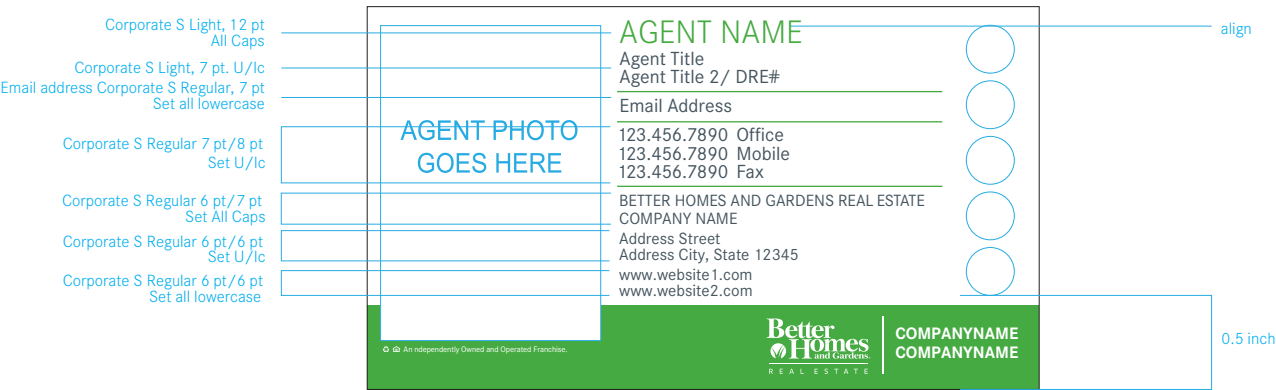 Corporate S Light, 12 pt
All Caps
Corporate S Light, 7 pt. U/lc
Email address Corporate S Regular, 7 pt
Set all lowercase
Corporate S Regular 7 pt/8 pt
Set U/lc
Corporate S Regular 6 pt/7 pt
Set All Caps
Corporate S Regular 6 pt/6 pt
Set U/lc
Corporate S Regular 6 pt/6 pt
Set all lowercase
AGENT PHOTO
GOES HERE
AGENT NAME
Agent Title
Agent Title 2/ DRE#
Email Address
123.456.7890 Office
123.456.7890 Mobile
123.456.7890 Fax
BETTER HOMES AND GARDENS REAL ESTATE
COMPANY NAME
Address Street
Address City, State 12345
www.website1.com
www.website2.com
An ndependently Owned and Operated Franchise.
Better
Homes
and Gardens.
REAL ESTATE
COMPANYNAME
COMPANYNAME
align
0.5 inch